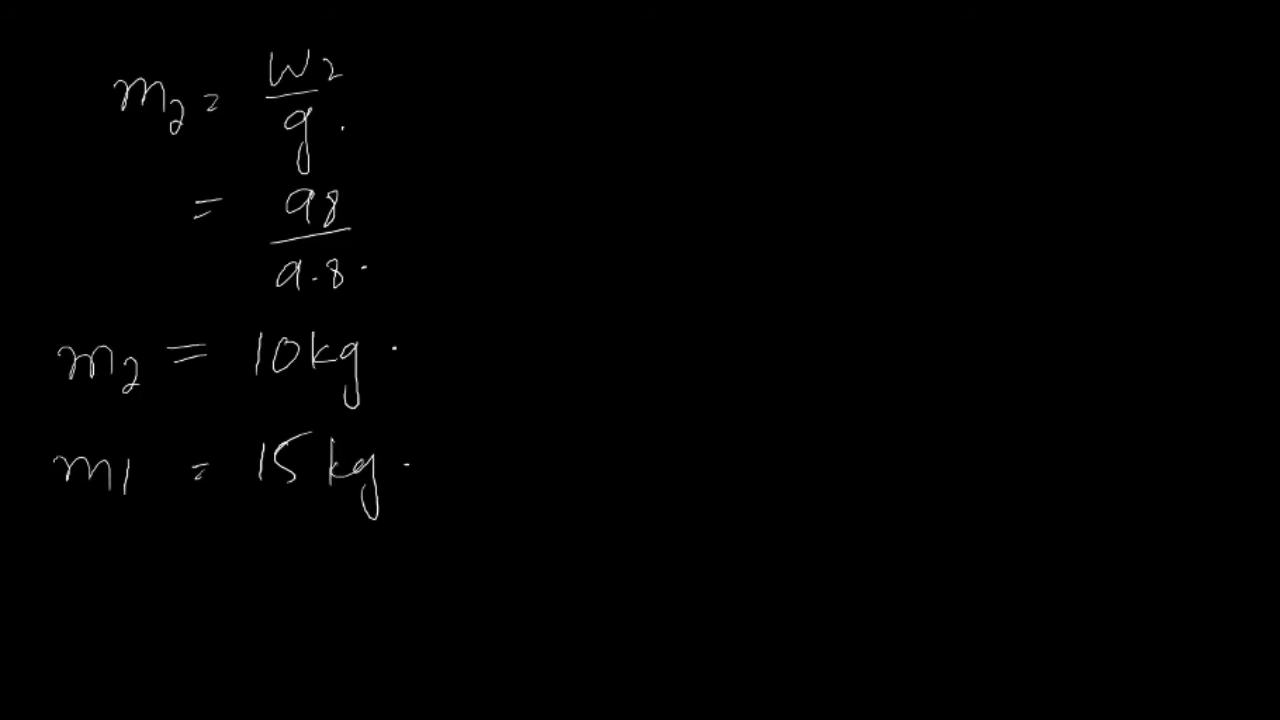 m₂ = W₂/g.
= 98/9.8.
m₂ = 10kg.
m1 = 15kg.